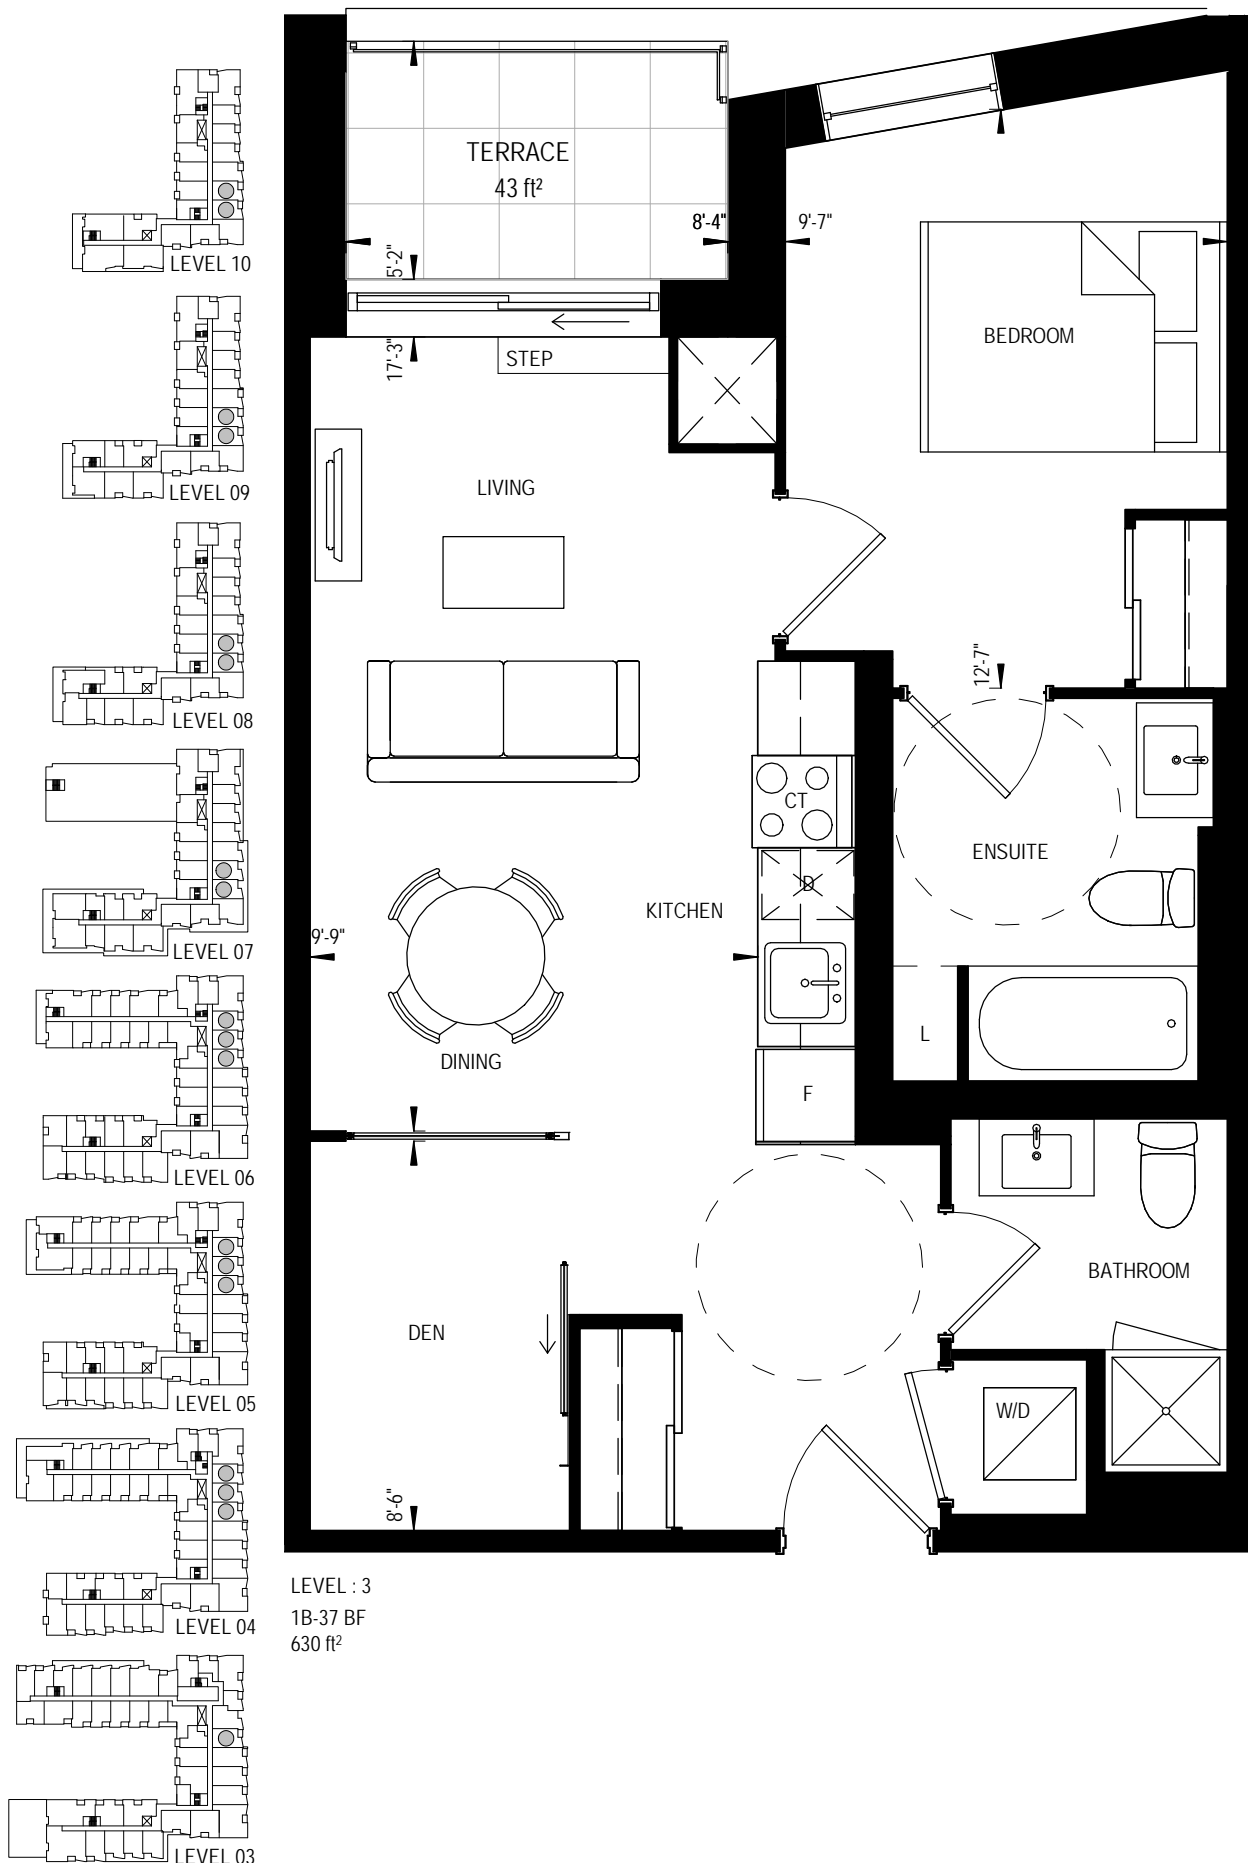 TERRACE
43 ft²
8'-4"
9'-7"
5'-2"
17'-3"
STEP
BEDROOM
LIVING
12'-7"
CT
ENSUITE
D
KITCHEN
9'-9"
L
DINING
F
BATHROOM
DEN
W/D
8'-6"
LEVEL : 3
1B-37 BF
630 ft²
LEVEL 10
LEVEL 09
LEVEL 08
LEVEL 07
LEVEL 06
LEVEL 05
LEVEL 04
LEVEL 03